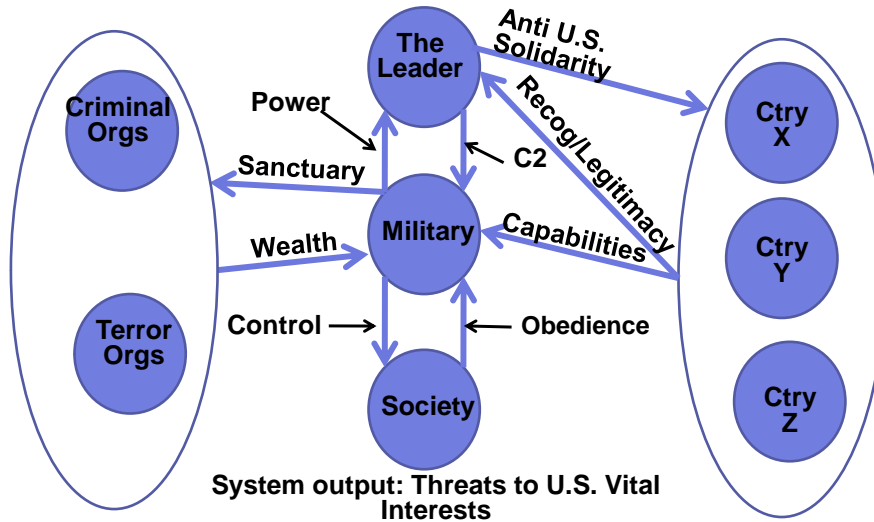 The
Leader
Anti U.S.
Solidarity
Criminal
Orgs
Power
Recog/Legitimacy
Ctry
X
C2
Sanctuary
Military
Capabilities
Wealth
Ctry
Y
Terror
Orgs
Control
Obedience
Society
Ctry
Z
System output: Threats to U.S. Vital
Interests